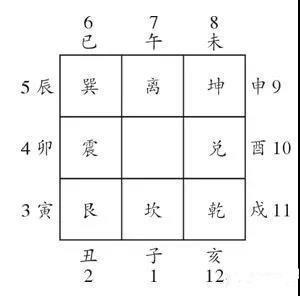 6 7 8
巳 午 未
5 辰 巽 离 坤 申 9
4 卯 震 兑 酉 10
3 寅 艮 坎 乾 戍 11
丑 子 亥
2 1 12